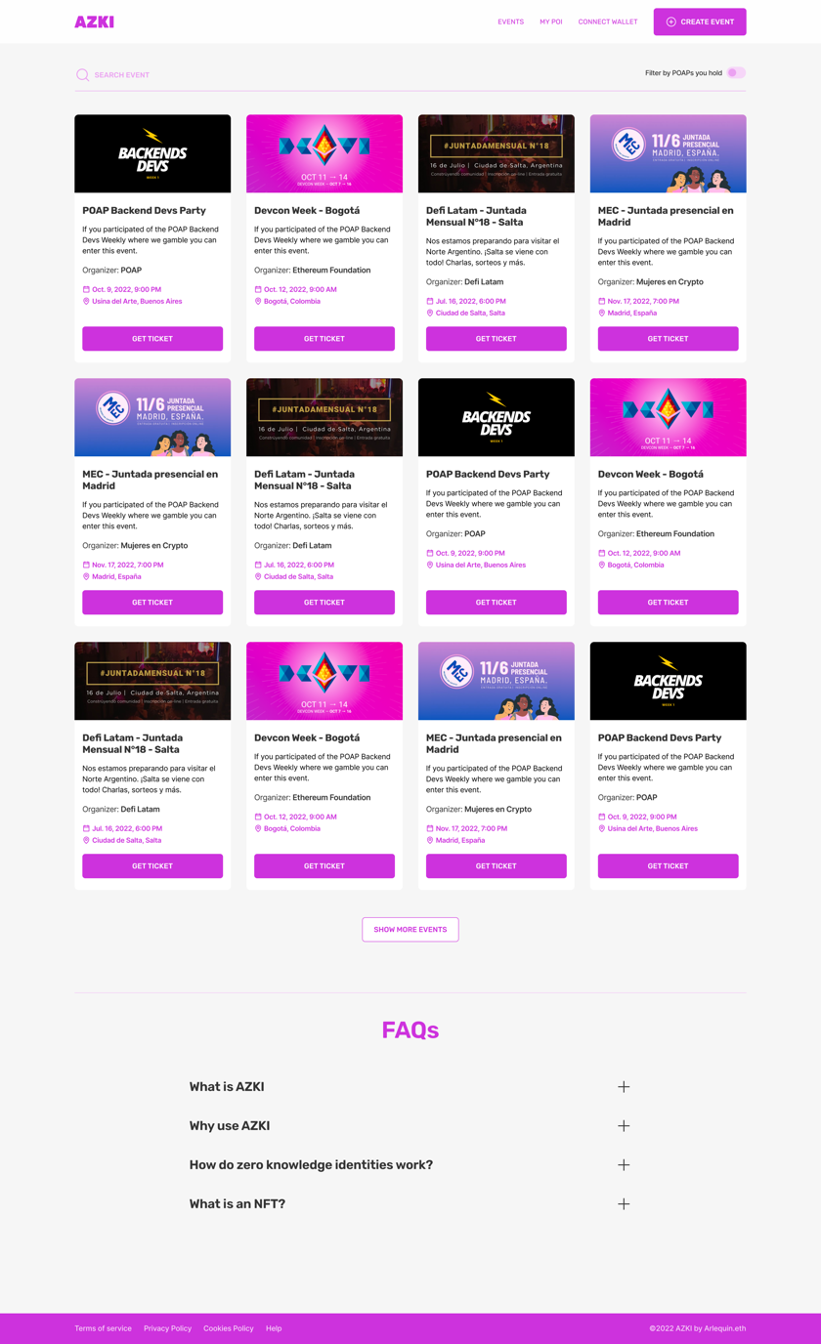 AZKI
EVENTS
MY POI
CONNECT WALLET
CREATE EVENT
SEARCH EVENT
Filter by POAPs you hold
BACKENDS
DEVS
WEEK 1
POAP Backend Devs Party
If you participated of the POAP Backend
Devs Weekly where we gamble you can
enter this event.
Organizer: POAP
Oct. 9, 2022, 9:00 PM
Usina del Arte, Buenos Aires
GET TICKET
OCT 11 → 14
DEVCON WEEK • OCT 7 → 16
Devcon Week - Bogotá
If you participated of the POAP Backend
Devs Weekly where we gamble you can
enter this event.
Organizer: Ethereum Foundation
Oct. 12, 2022, 9:00 AM
Bogotá, Colombia
GET TICKET
#JUNTADAMENSUAL N°18
16 de Julio | Ciudad de Salta, Argentina
Construyendo comunidad | Inscripción on-line | Entrada gratuita
Defi Latam - Juntada
Mensual N°18 - Salta
Nos estamos preparando para visitar el
Norte Argentino. ¡Salta se viene con
todo! Charlas, sorteos y más.
Organizer: Defi Latam
Jul. 16, 2022, 6:00 PM
Ciudad de Salta, Salta
GET TICKET
MEC
11/6 JUNTADA
PRESENCIAL
MADRID, ESPAÑA.
MEC - Juntada presencial en
Madrid
If you participated of the POAP Backend
Devs Weekly where we gamble you can
enter this event.
Organizer: Mujeres en Crypto
Nov. 17, 2022, 7:00 PM
Madrid, España
GET TICKET
MEC
11/6 JUNTADA
PRESENCIAL
MADRID, ESPAÑA.
MEC - Juntada presencial en
Madrid
If you participated of the POAP Backend
Devs Weekly where we gamble you can
enter this event.
Organizer: Mujeres en Crypto
Nov. 17, 2022, 7:00 PM
Madrid, España
GET TICKET
#JUNTADAMENSUAL N°18
16 de Julio | Ciudad de Salta, Argentina
Construyendo comunidad | Inscripción on-line | Entrada gratuita
Defi Latam - Juntada
Mensual N°18 - Salta
Nos estamos preparando para visitar el
Norte Argentino. ¡Salta se viene con
todo! Charlas, sorteos y más.
Organizer: Defi Latam
Jul. 16, 2022, 6:00 PM
Ciudad de Salta, Salta
GET TICKET
BACKENDS
DEVS
WEEK 1
POAP Backend Devs Party
If you participated of the POAP Backend
Devs Weekly where we gamble you can
enter this event.
Organizer: POAP
Oct. 9, 2022, 9:00 PM
Usina del Arte, Buenos Aires
GET TICKET
OCT 11 → 14
DEVCON WEEK • OCT 7 → 16
Devcon Week - Bogotá
If you participated of the POAP Backend
Devs Weekly where we gamble you can
enter this event.
Organizer: Ethereum Foundation
Oct. 12, 2022, 9:00 AM
Bogotá, Colombia
GET TICKET
#JUNTADAMENSUAL N°18
16 de Julio | Ciudad de Salta, Argentina
Construyendo comunidad | Inscripción on-line | Entrada gratuita
Defi Latam - Juntada
Mensual N°18 - Salta
Nos estamos preparando para visitar el
Norte Argentino. ¡Salta se viene con
todo! Charlas, sorteos y más.
Organizer: Defi Latam
Jul. 16, 2022, 6:00 PM
Ciudad de Salta, Salta
GET TICKET
OCT 11 → 14
DEVCON WEEK • OCT 7 → 16
Devcon Week - Bogotá
If you participated of the POAP Backend
Devs Weekly where we gamble you can
enter this event.
Organizer: Ethereum Foundation
Oct. 12, 2022, 9:00 AM
Bogotá, Colombia
GET TICKET
MEC
11/6 JUNTADA
PRESENCIAL
MADRID, ESPAÑA.
MEC - Juntada presencial en
Madrid
If you participated of the POAP Backend
Devs Weekly where we gamble you can
enter this event.
Organizer: Mujeres en Crypto
Nov. 17, 2022, 7:00 PM
Madrid, España
GET TICKET
BACKENDS
DEVS
WEEK 1
POAP Backend Devs Party
If you participated of the POAP Backend
Devs Weekly where we gamble you can
enter this event.
Organizer: POAP
Oct. 9, 2022, 9:00 PM
Usina del Arte, Buenos Aires
GET TICKET
SHOW MORE EVENTS
FAQs
What is AZKI
Why use AZKI
How do zero knowledge identities work?
What is an NFT?
Terms of service
Privacy Policy
Cookies Policy
Help
©2022 AZKI by Arlequin.eth